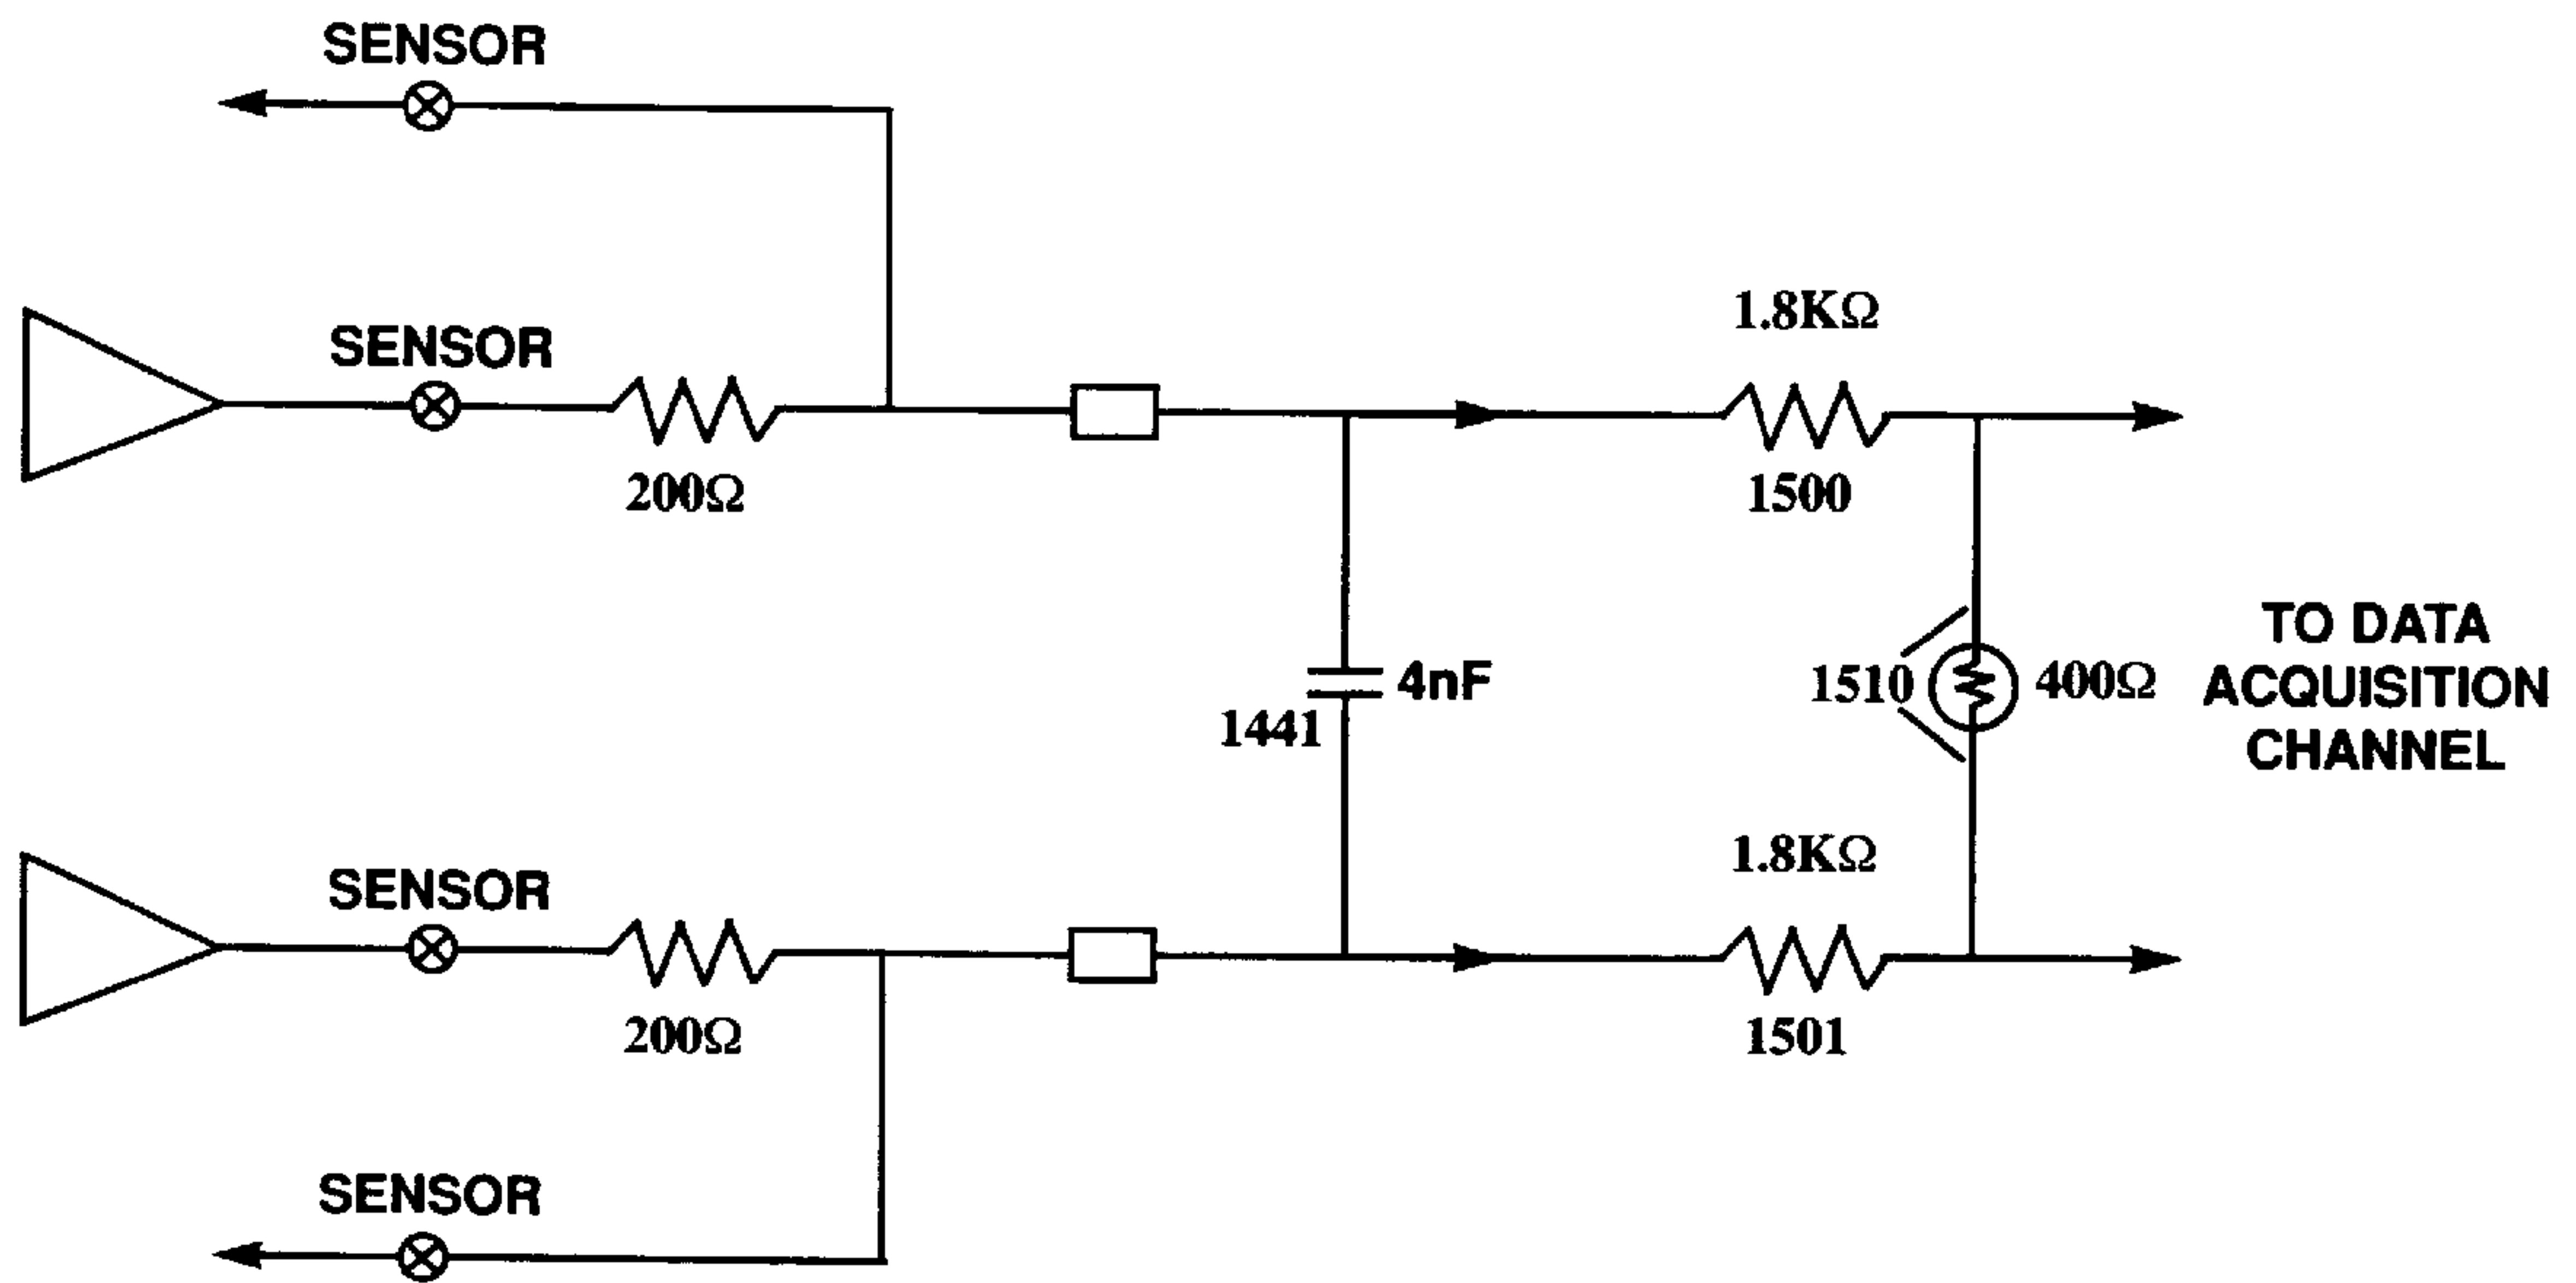 SENSOR
SENSOR
200Ω
1.8KΩ
1500
4nF
1441
1510
400Ω
TO DATA
ACQUISITION
CHANNEL
1.8KΩ
1501
SENSOR
200Ω
SENSOR